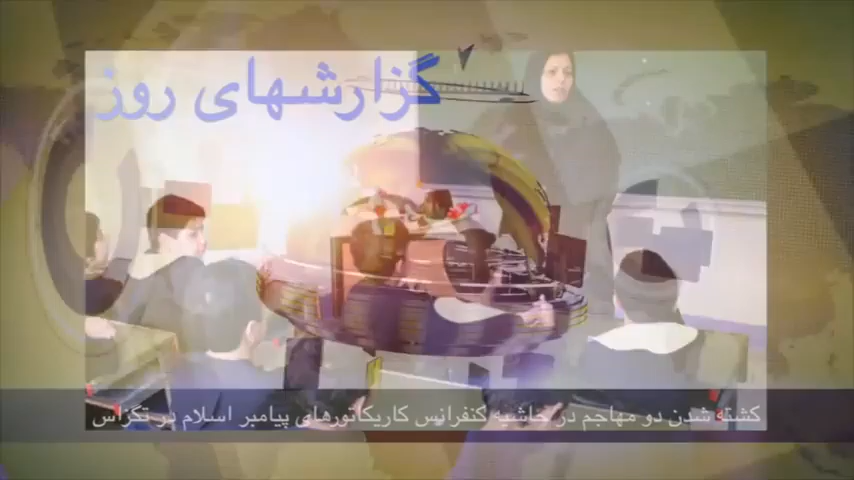 گزارشهای روز
کشته شدن دو مهاجم در حاشیه کنفرانس کاریکاتورهای پیامبر اسلام در تگزاس